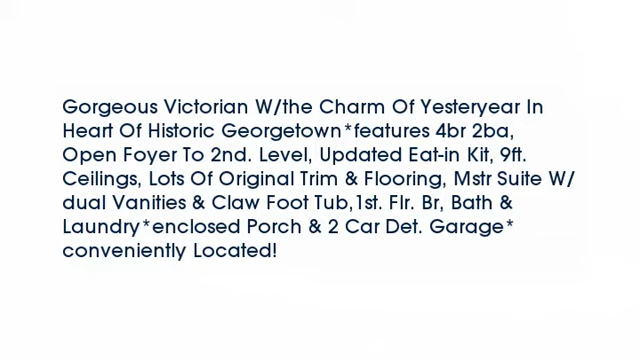 Gorgeous Victorian W/the Charm Of Yesteryear In
Heart Of Historic Georgetown*features 4br 2ba,
Open Foyer To 2nd. Level, Updated Eat-in Kit, 9ft.
Ceilings, Lots Of Original Trim & Flooring, Mstr Suite W/
dual Vanities & Claw Foot Tub,1st. Flr. Br, Bath &
Laundry*enclosed Porch & 2 Car Det. Garage*
conveniently Located!